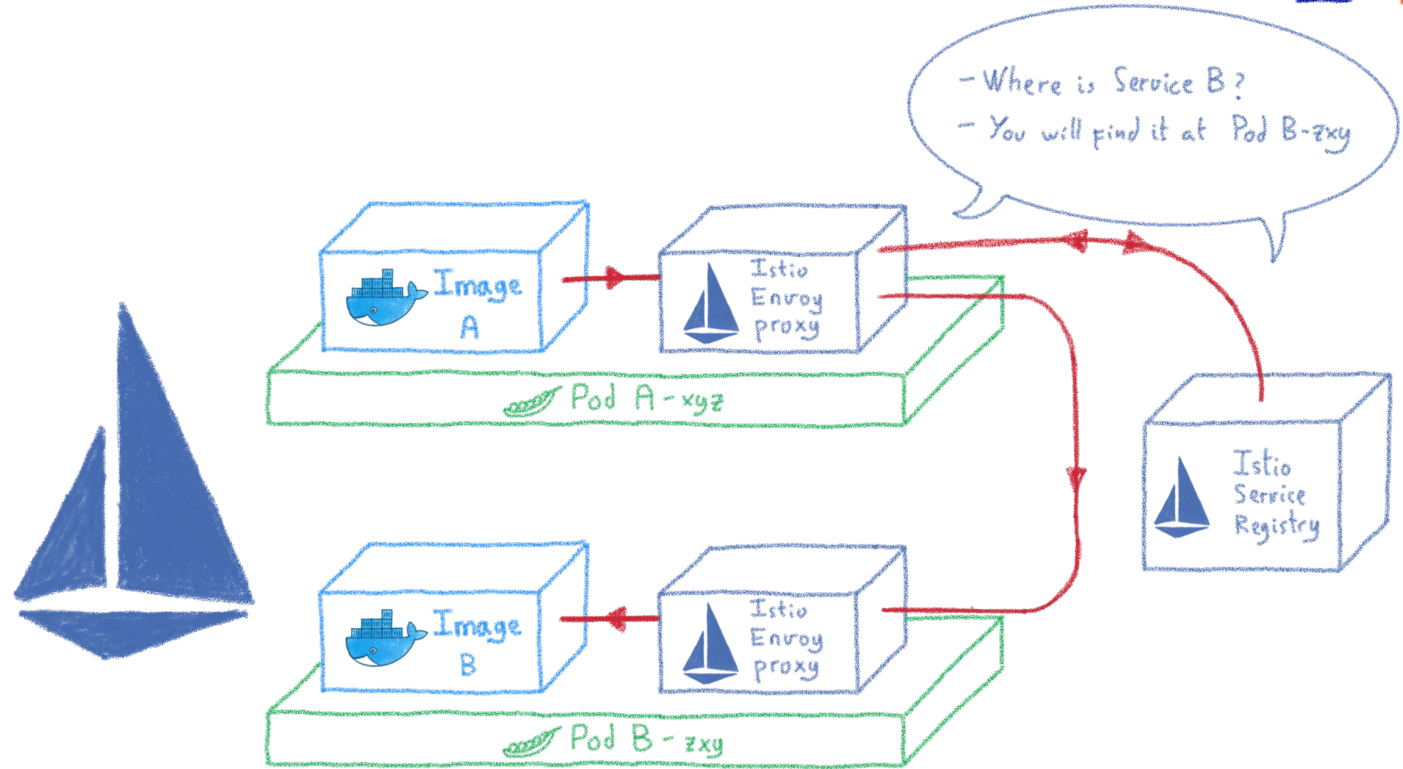 - Where is Service B?
- You will find it at Pod B-zxy
Image
A
Istio
Envoy
proxy
Pod A-xyz
Istio
Service
Registry
Image
B
Istio
Envoy
proxy
Pod B-zxy